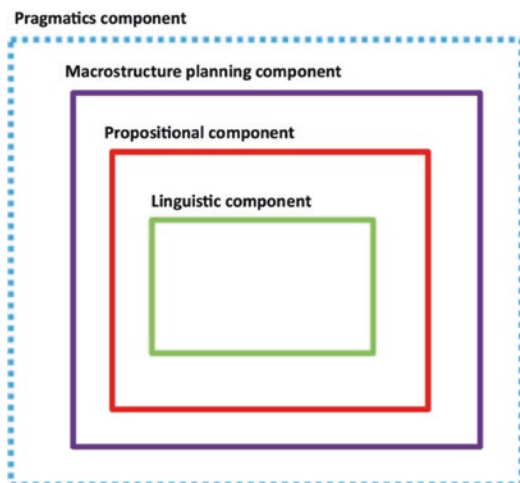 Pragmatics component
Macrostructure planning component
Propositional component
Linguistic component